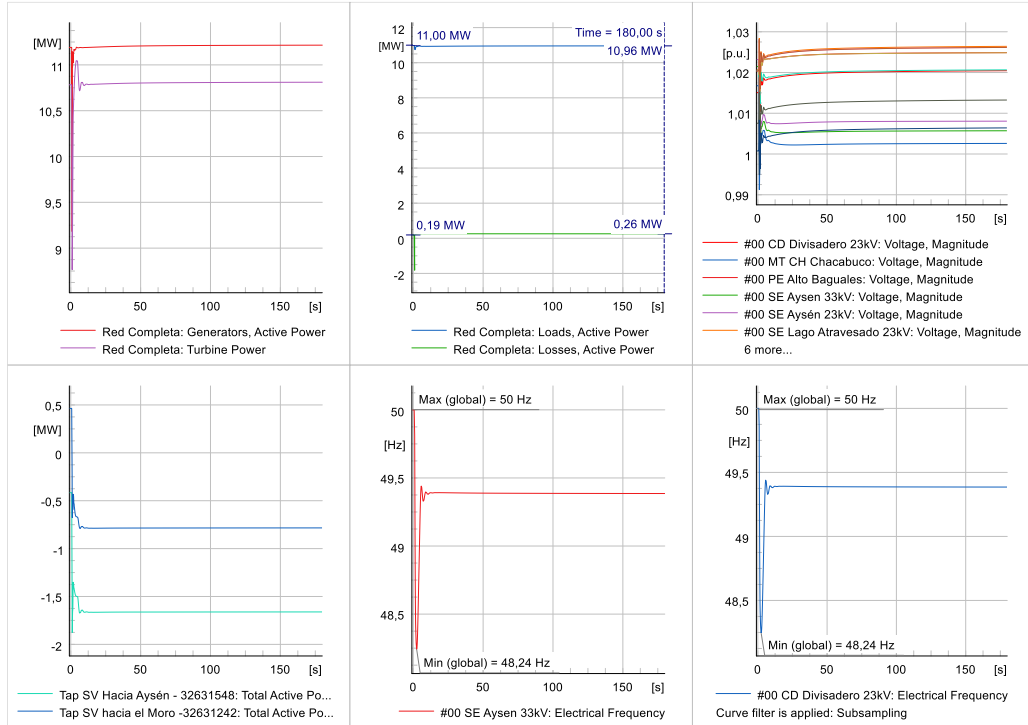 [MW]
11
10,5
10
9,5
9
0
50
100
150
[s]
Red Completa: Generators, Active Power
Red Completa: Turbine Power
12
[MW]
10
8
6
4
2
0
-2
11,00 MW
Time = 180,00 s
10,96 MW
0,19 MW
0,26 MW
0
50
100
150
[s]
Red Completa: Loads, Active Power
Red Completa: Losses, Active Power
1,03
[p.u.]
1,02
1,01
1
0,99
0
50
100
150
[s]
#00 CD Divisadero 23kV: Voltage, Magnitude
#00 MT CH Chacabuco: Voltage, Magnitude
#00 PE Alto Baguales: Voltage, Magnitude
#00 SE Aysen 33kV: Voltage, Magnitude
#00 SE Aysén 23kV: Voltage, Magnitude
#00 SE Lago Atravesado 23kV: Voltage, Magnitude
6 more...
0,5
[MW]
0
-0,5
-1
-1,5
-2
0
50
100
150
[s]
Tap SV Hacia Aysén - 32631548: Total Active Po...
Tap SV hacia el Moro -32631242: Total Active Po...
Max (global) = 50 Hz
50
[Hz]
49,5
49
48,5
Min (global) = 48,24 Hz
0
50
100
150
[s]
#00 SE Aysen 33kV: Electrical Frequency
Max (global) = 50 Hz
50
[Hz]
49,5
49
48,5
Min (global) = 48,24 Hz
0
50
100
150
[s]
#00 CD Divisadero 23kV: Electrical Frequency
Curve filter is applied: Subsampling